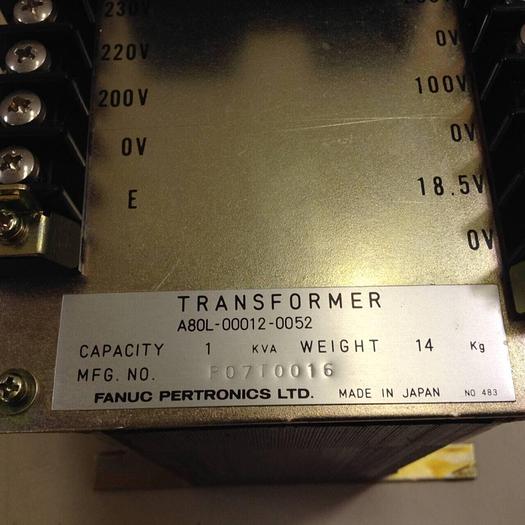 230V
220V
200V
0V
E
0V
100V
0V
18.5V
0V
TRANSFORMER
A80L-00012-0052
CAPACITY 1 KVA WEIGHT 14 Kg
MFG. NO. P07T0016
FANUC PERTRONICS LTD. MADE IN JAPAN NO 483